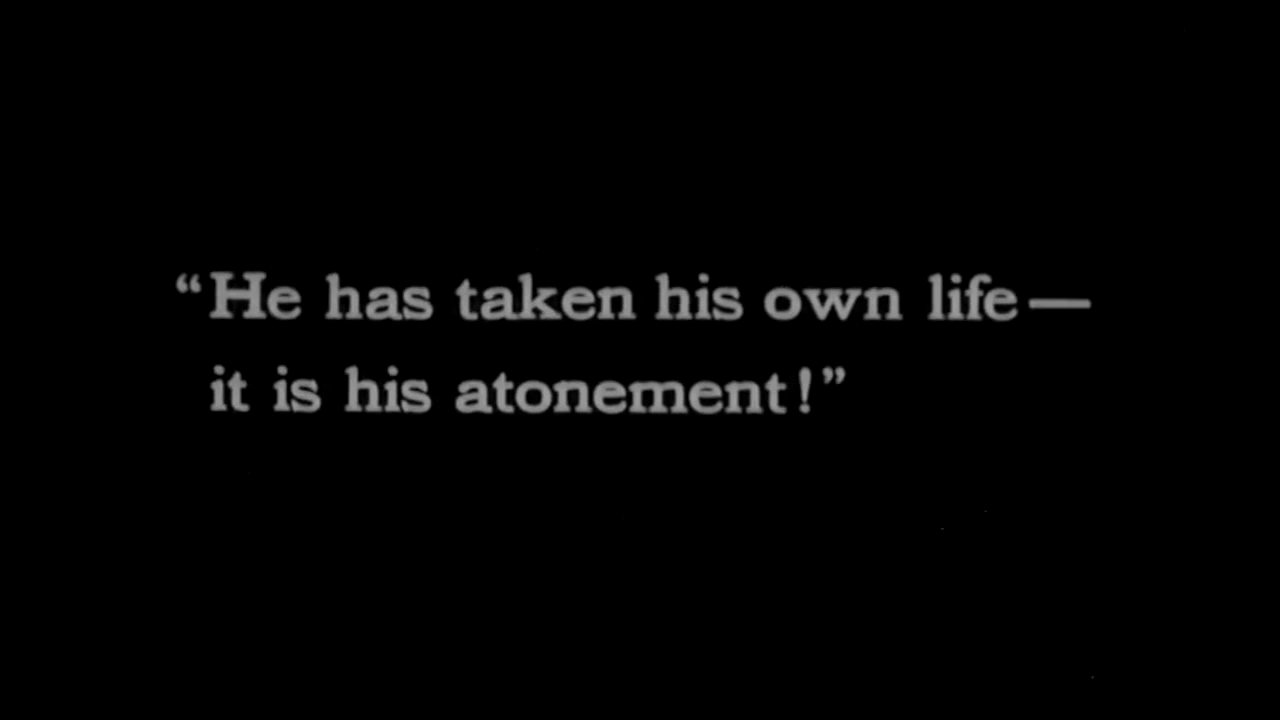 “He has taken his own life—
it is his atonement!”